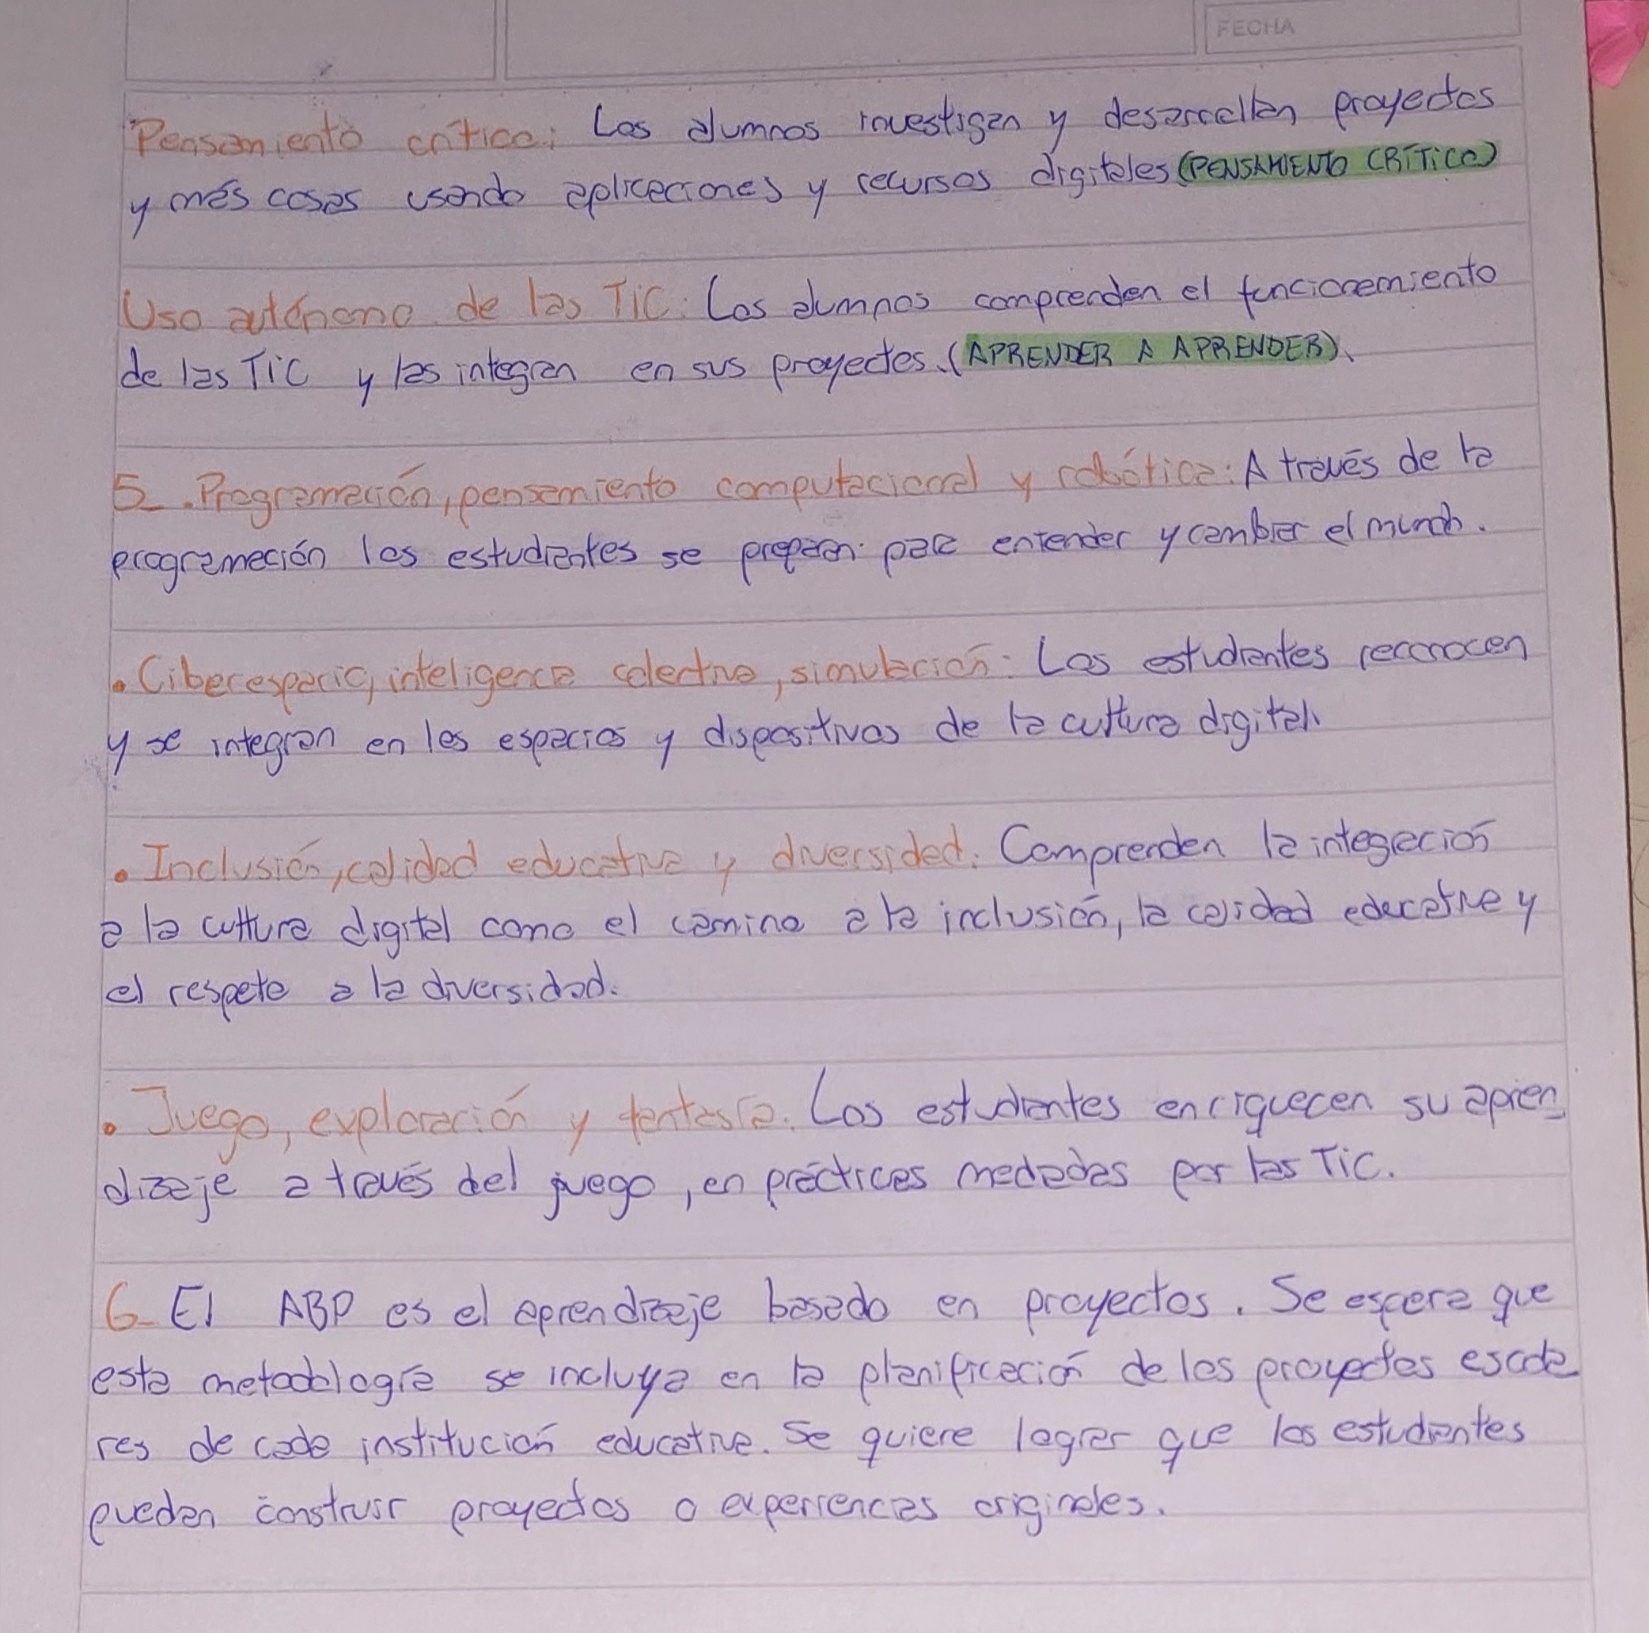 FECHA
Pensamiento crítico: Los alumnos investigan y desarrollan proyectos
y más cosas usando aplicaciones y recursos digitales (PENSAMIENTO CRÍTICO)
Uso autónomo de las TIC: Los alumnos comprenden el funcionamiento
de las TIC y las integran en sus proyectos. (APRENDER A APRENDER).
5_. Programación, pensamiento computacional y robótica: A través de la
programación los estudiantes se preparan para entender y cambiar el mundo.
• Ciberespacio, inteligencia colectiva, simulación: Los estudiantes reconocen
y se integran en los espacios y dispositivos de la cultura digital.
• Inclusión, calidad educativa y diversidad: Comprenden la integración
a la cultura digital como el camino a la inclusión, la calidad educativa y
el respeto a la diversidad.
• Juego, exploración y fantasía: Los estudiantes enriquecen su apren
dizaje a través del juego, en prácticas mediadas por las TIC.
6_ El ABP es el aprendizaje basado en proyectos. Se espera que
esta metodología se incluya en la planificación de los proyectos escola
res de cada institución educativa. Se quiere lograr que los estudiantes
puedan construir proyectos o experiencias originales.